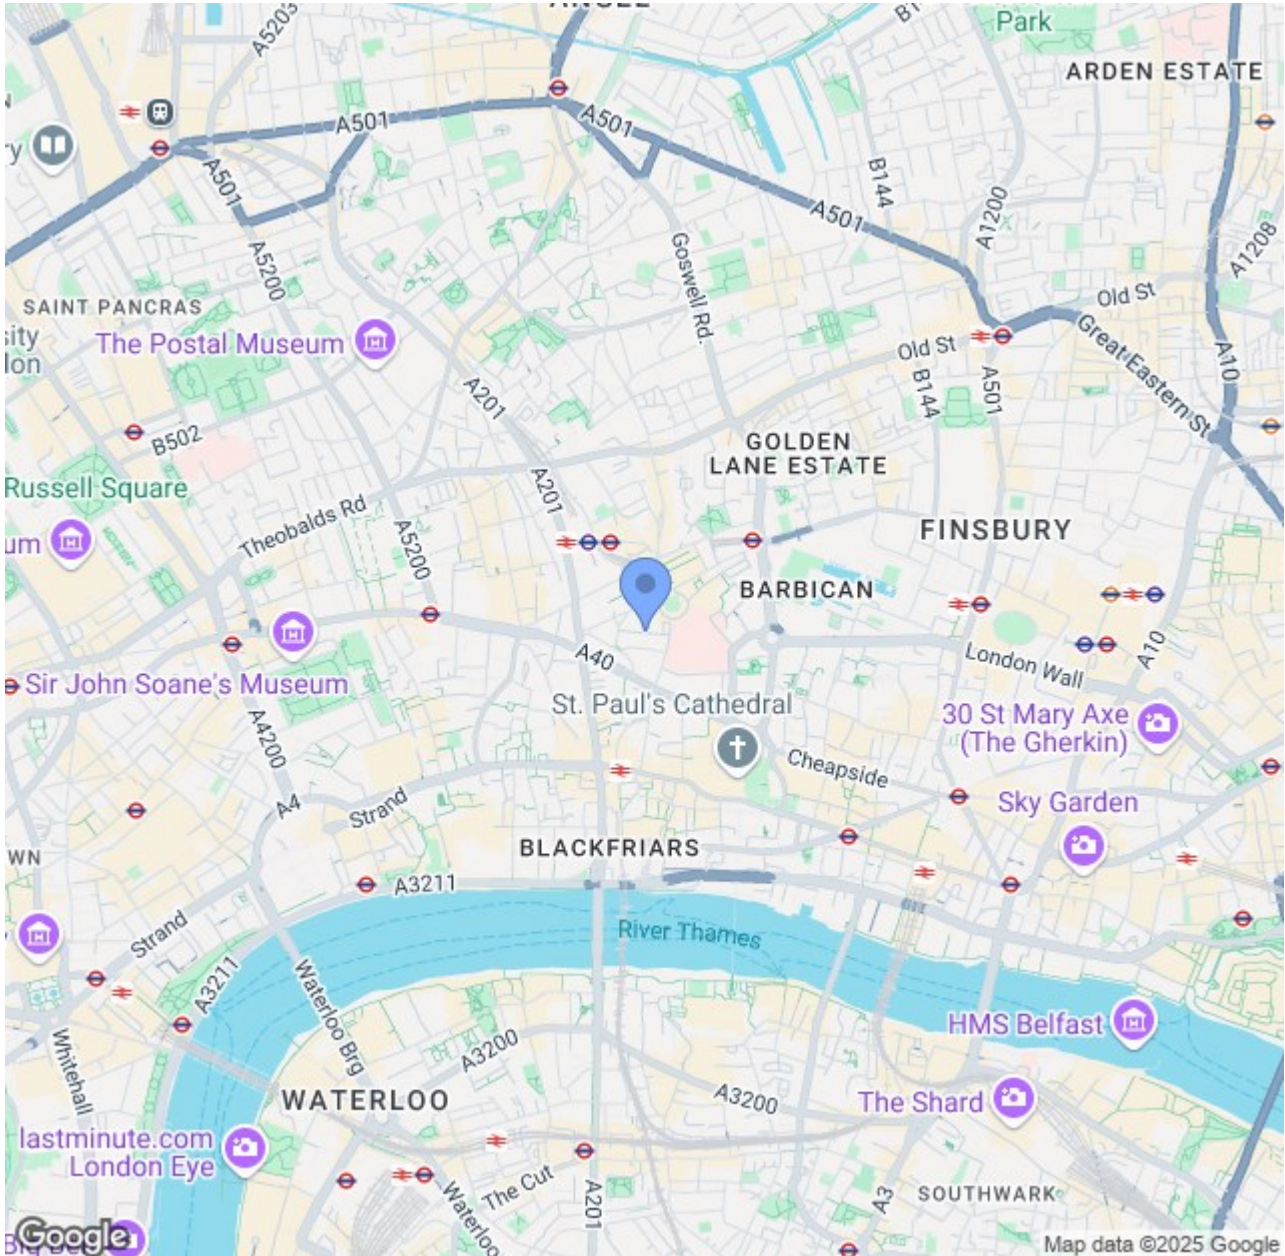 A5203
Park
ARDEN ESTATE
A501
A501
A501
B144
A501
A1200
A1208
A5200
Goswell Rd.
SAINT PANCRAS
Old St
The Postal Museum
Great Eastern St
Old St
A10
A201
B144
A501
B502
GOLDEN
LANE ESTATE
Russell Square
A201
Theobalds Rd
A5200
FINSBURY
BARBICAN
A40
London Wall
A10
Sir John Soane's Museum
St. Paul's Cathedral
30 St Mary Axe
(The Gherkin)
A4200
Cheapside
Sky Garden
A4
Strand
BLACKFRIARS
A3211
Strand
River Thames
A3211
Waterloo Brg
HMS Belfast
Whitehall
A3200
A3200
The Shard
WATERLOO
lastminute.com
London Eye
The Cut
A201
A3
SOUTHWARK
Waterloo
Google
Map data ©2025 Google